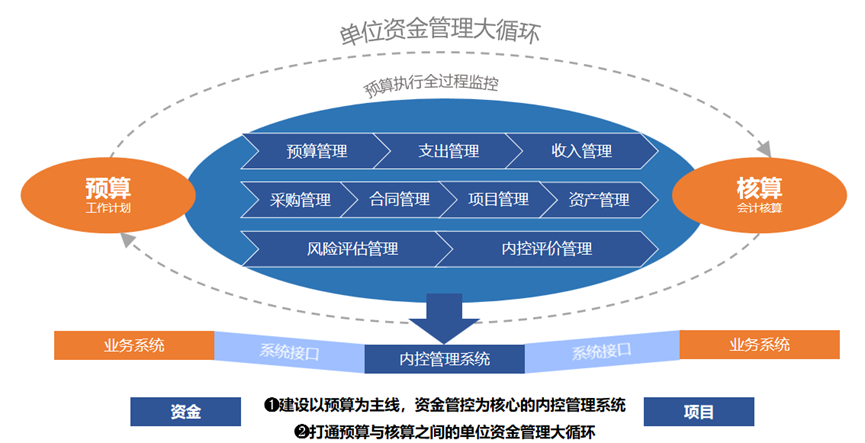 单位资金管理大循环
预算执行全过程监控
预算管理 支出管理 收入管理
预算
工作计划
采购管理 合同管理 项目管理 资产管理
核算
会计核算
风险评估管理 内控评价管理
业务系统 系统接口 内控管理系统 系统接口 业务系统
资金
❶建设以预算为主线，资金管控为核心的内控管理系统
项目
❷打通预算与核算之间的单位资金管理大循环